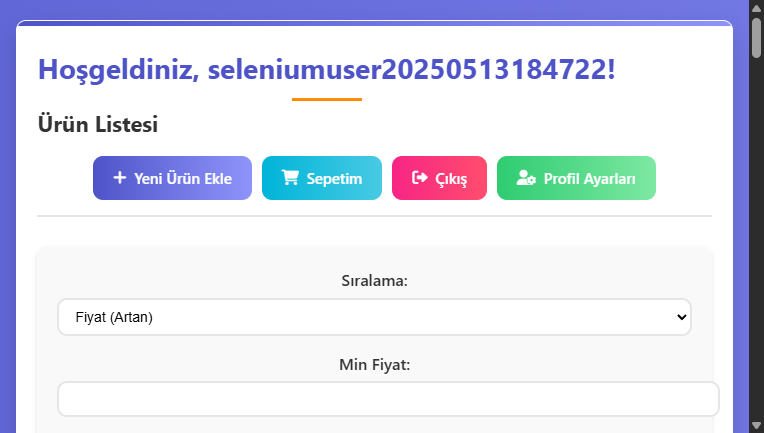 Hoşgeldiniz, seleniumuser20250513184722!
Ürün Listesi
Yeni Ürün Ekle Sepetim Çıkış Profil Ayarları
Sıralama:
Fiyat (Artan)
Min Fiyat: